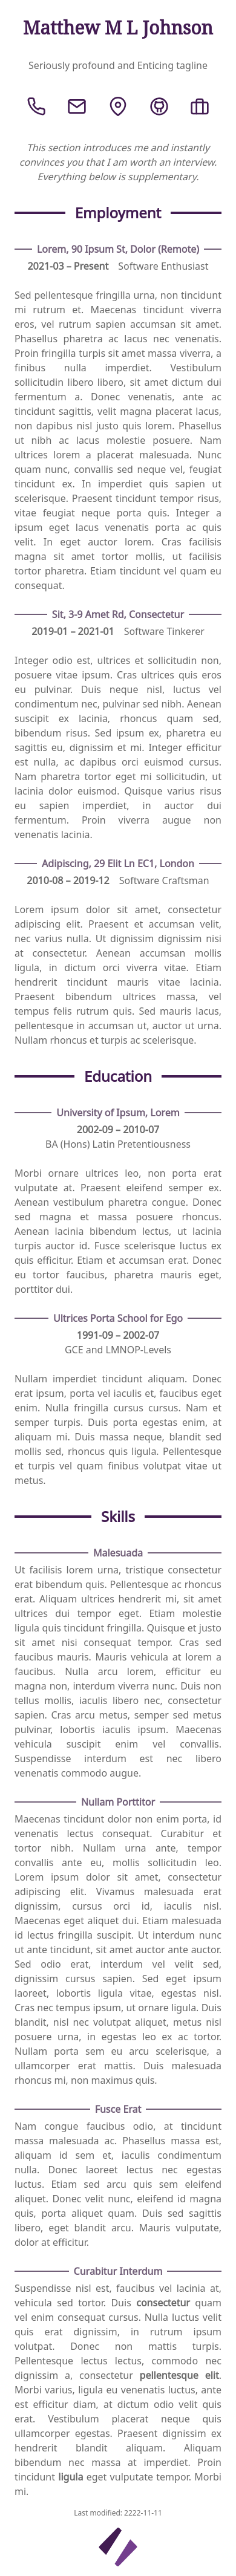 Matthew M L Johnson
Seriously profound and Enticing tagline
This section introduces me and instantly
convinces you that I am worth an interview.
Everything below is supplementary.
Employment
Lorem, 90 Ipsum St, Dolor (Remote)
2021-03 – Present Software Enthusiast
Sed pellentesque fringilla urna, non tincidunt
mi rutrum et. Maecenas tincidunt viverra
eros, vel rutrum sapien accumsan sit amet.
Phasellus pharetra ac lacus nec venenatis.
Proin fringilla turpis sit amet massa viverra, a
finibus nulla imperdiet. Vestibulum
sollicitudin libero libero, sit amet dictum dui
fermentum a. Donec venenatis, ante ac
tincidunt sagittis, velit magna placerat lacus,
non dapibus nisl justo quis lorem. Phasellus
ut nibh ac lacus molestie posuere. Nam
ultrices lorem a placerat malesuada. Nunc
quam nunc, convallis sed neque vel, feugiat
tincidunt ex. In imperdiet quis sapien ut
scelerisque. Praesent tincidunt tempor risus,
vitae feugiat neque porta quis. Integer a
ipsum eget lacus venenatis porta ac quis
velit. In eget auctor lorem. Cras facilisis
magna sit amet tortor mollis, ut facilisis
tortor pharetra. Etiam tincidunt vel quam eu
consequat.
Sit, 3-9 Amet Rd, Consectetur
2019-01 – 2021-01 Software Tinkerer
Integer odio est, ultrices et sollicitudin non,
posuere vitae ipsum. Cras ultrices quis eros
eu pulvinar. Duis neque nisl, luctus vel
condimentum nec, pulvinar sed nibh. Aenean
suscipit ex lacinia, rhoncus quam sed,
bibendum risus. Sed ipsum ex, pharetra eu
sagittis eu, dignissim et mi. Integer efficitur
est nulla, ac dapibus orci euismod cursus.
Nam pharetra tortor eget mi sollicitudin, ut
lacinia dolor euismod. Quisque varius risus
eu sapien imperdiet, in auctor dui
fermentum. Proin viverra augue non
venenatis lacinia.
Adipiscing, 29 Elit Ln EC1, London
2010-08 – 2019-12 Software Craftsman
Lorem ipsum dolor sit amet, consectetur
adipiscing elit. Praesent et accumsan velit,
nec varius nulla. Ut dignissim dignissim nisi
at consectetur. Aenean accumsan mollis
ligula, in dictum orci viverra vitae. Etiam
hendrerit tincidunt mauris vitae lacinia.
Praesent bibendum ultrices massa, vel
tempus felis rutrum quis. Sed mauris lacus,
pellentesque in accumsan ut, auctor ut urna.
Nullam rhoncus et turpis ac scelerisque.
Education
University of Ipsum, Lorem
2002-09 – 2010-07
BA (Hons) Latin Pretentiousness
Morbi ornare ultrices leo, non porta erat
vulputate at. Praesent eleifend semper ex.
Aenean vestibulum pharetra congue. Donec
sed magna et massa posuere rhoncus.
Aenean lacinia bibendum lectus, ut lacinia
turpis auctor id. Fusce scelerisque luctus ex
quis efficitur. Etiam et accumsan erat. Donec
eu tortor faucibus, pharetra mauris eget,
porttitor dui.
Ultrices Porta School for Ego
1991-09 – 2002-07
GCE and LMNOP-Levels
Nullam imperdiet tincidunt aliquam. Donec
erat ipsum, porta vel iaculis et, faucibus eget
enim. Nulla fringilla cursus cursus. Nam et
semper turpis. Duis porta egestas enim, at
aliquam mi. Duis massa neque, blandit sed
mollis sed, rhoncus quis ligula. Pellentesque
et turpis vel quam finibus volutpat vitae ut
metus.
Skills
Malesuada
Ut facilisis lorem urna, tristique consectetur
erat bibendum quis. Pellentesque ac rhoncus
erat. Aliquam ultrices hendrerit mi, sit amet
ultrices dui tempor eget. Etiam molestie
ligula quis tincidunt fringilla. Quisque et justo
sit amet nisi consequat tempor. Cras sed
faucibus mauris. Mauris vehicula at lorem a
faucibus. Nulla arcu lorem, efficitur eu
magna non, interdum viverra nunc. Duis non
tellus mollis, iaculis libero nec, consectetur
sapien. Cras arcu metus, semper sed metus
pulvinar, lobortis iaculis ipsum. Maecenas
vehicula suscipit enim vel convallis.
Suspendisse interdum est nec libero
venenatis commodo augue.
Nullam Porttitor
Maecenas tincidunt dolor non enim porta, id
venenatis lectus consequat. Curabitur et
tortor nibh. Nullam urna ante, tempor
convallis ante eu, mollis sollicitudin leo.
Lorem ipsum dolor sit amet, consectetur
adipiscing elit. Vivamus malesuada erat
dignissim, cursus orci id, iaculis nisl.
Maecenas eget aliquet dui. Etiam malesuada
id lectus fringilla suscipit. Ut interdum nunc
ut ante tincidunt, sit amet auctor ante auctor.
Sed odio erat, interdum vel velit sed,
dignissim cursus sapien. Sed eget ipsum
laoreet, lobortis ligula vitae, egestas nisl.
Cras nec tempus ipsum, ut ornare ligula. Duis
blandit, nisl nec volutpat aliquet, metus nisl
posuere urna, in egestas leo ex ac tortor.
Nullam porta sem eu arcu scelerisque, a
ullamcorper erat mattis. Duis malesuada
rhoncus mi, non maximus quis.
Fusce Erat
Nam congue faucibus odio, at tincidunt
massa malesuada ac. Phasellus massa est,
aliquam id sem et, iaculis condimentum
nulla. Donec laoreet lectus nec egestas
luctus. Etiam sed arcu quis sem eleifend
aliquet. Donec velit nunc, eleifend id magna
quis, porta aliquet quam. Duis sed sagittis
libero, eget blandit arcu. Mauris vulputate,
dolor at efficitur.
Curabitur Interdum
Suspendisse nisl est, faucibus vel lacinia at,
vehicula sed tortor. Duis consectetur quam
vel enim consequat cursus. Nulla luctus velit
quis erat dignissim, in rutrum ipsum
volutpat. Donec non mattis turpis.
Pellentesque lectus lectus, commodo nec
dignissim a, consectetur pellentesque elit.
Morbi varius, ligula eu venenatis luctus, ante
est efficitur diam, at dictum odio velit quis
erat. Vestibulum placerat neque quis
ullamcorper egestas. Praesent dignissim ex
hendrerit blandit aliquam. Aliquam
bibendum nec massa at imperdiet. Proin
tincidunt ligula eget vulputate tempor. Morbi
mi.
Last modified: 2222-11-11